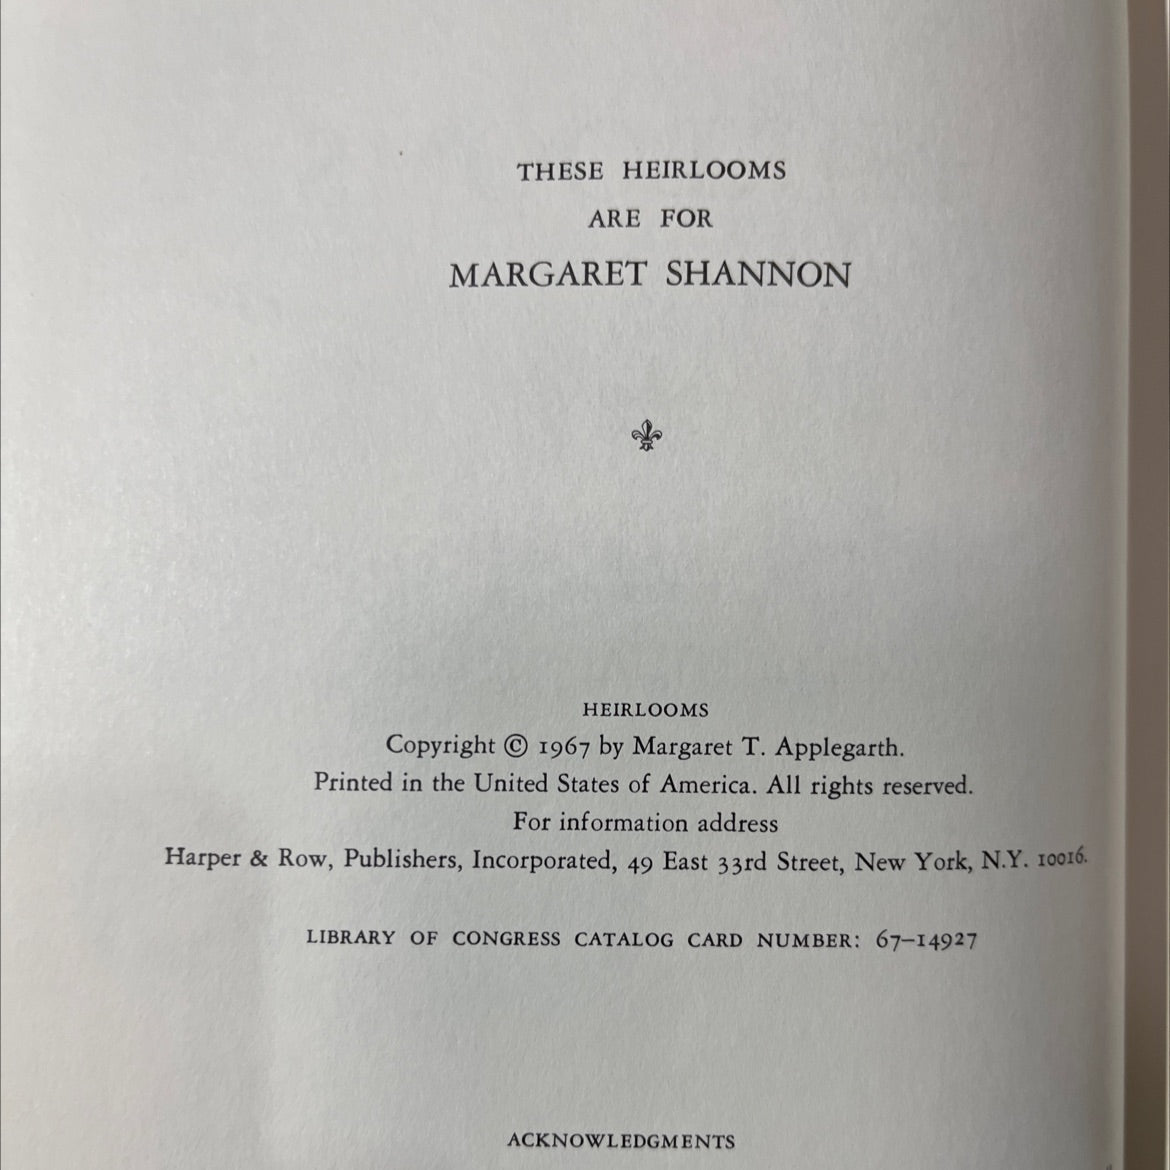 THESE HEIRLOOMS
ARE FOR
MARGARET SHANNON
HEIRLOOMS
Copyright © 1967 by Margaret T. Applegarth.
Printed in the United States of America. All rights reserved.
For information address
Harper & Row, Publishers, Incorporated, 49 East 33rd Street, New York, N.Y. 10016.
LIBRARY OF CONGRESS CATALOG CARD NUMBER: 67–14927
ACKNOWLEDGMENTS